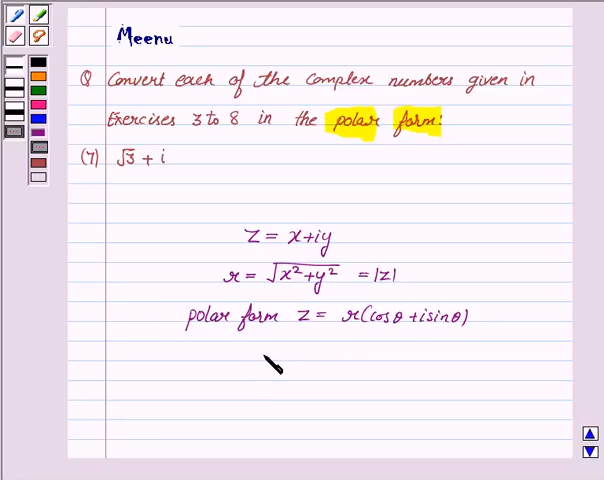 Meenu
Q Convert each of the complex numbers given in
Exercises 3 to 8 in the polar form:
(7) √3 + i
Z = x+iy
r = √x²+y² = |z|
polar form z = r(cosθ + isinθ)